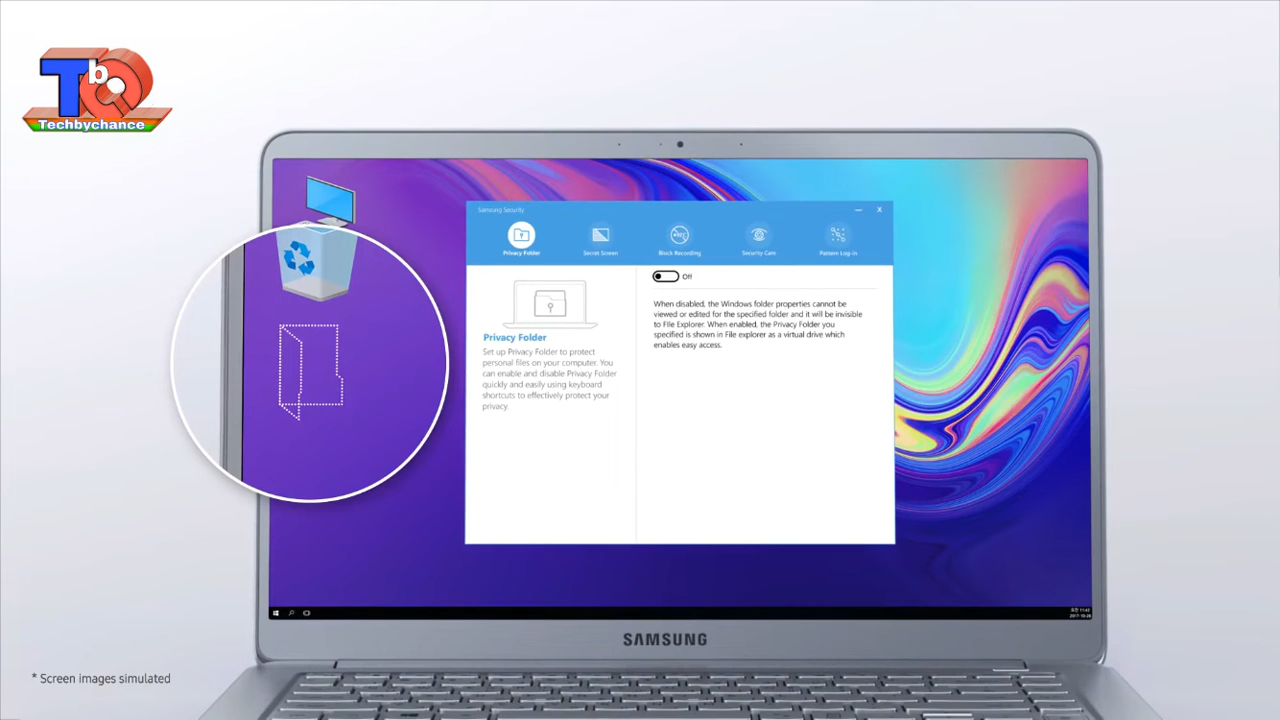 Tb
Techbychance
Samsung Security
Privacy Folder
Secret Screen
Block Recording
Security Care
Pattern Log-in
Off
When disabled, the Windows folder properties cannot be
viewed or edited for the specified folder and it will be invisible
to File Explorer. When enabled, the Privacy Folder you
specified is shown in File explorer as a virtual drive which
enables easy access.
Privacy Folder
Set up Privacy Folder to protect
personal files on your computer. You
can enable and disable Privacy Folder
quickly and easily using keyboard
shortcuts to effectively protect your
privacy
SAMSUNG
* Screen images simulated